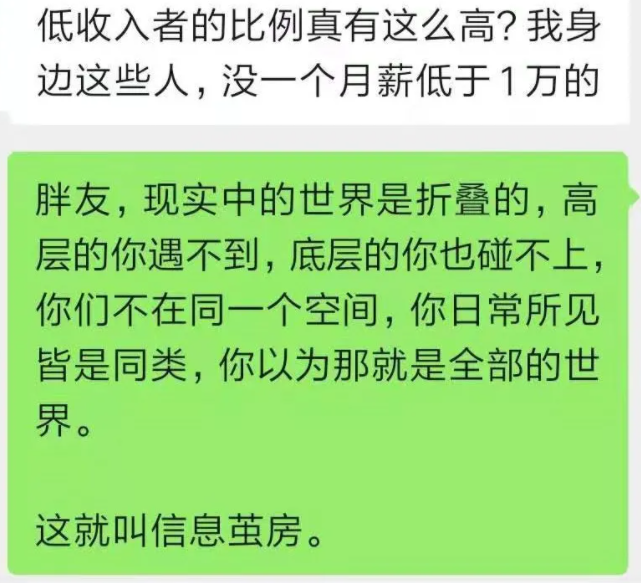 低收入者的比例真有这么高?我身
边这些人，没一个月薪低于1万的
胖友，现实中的世界是折叠的，高
层的你遇不到，底层的你也碰不上，
你们不在同一个空间，你日常所见
皆是同类，你以为那就是全部的世
界。
这就叫信息茧房。